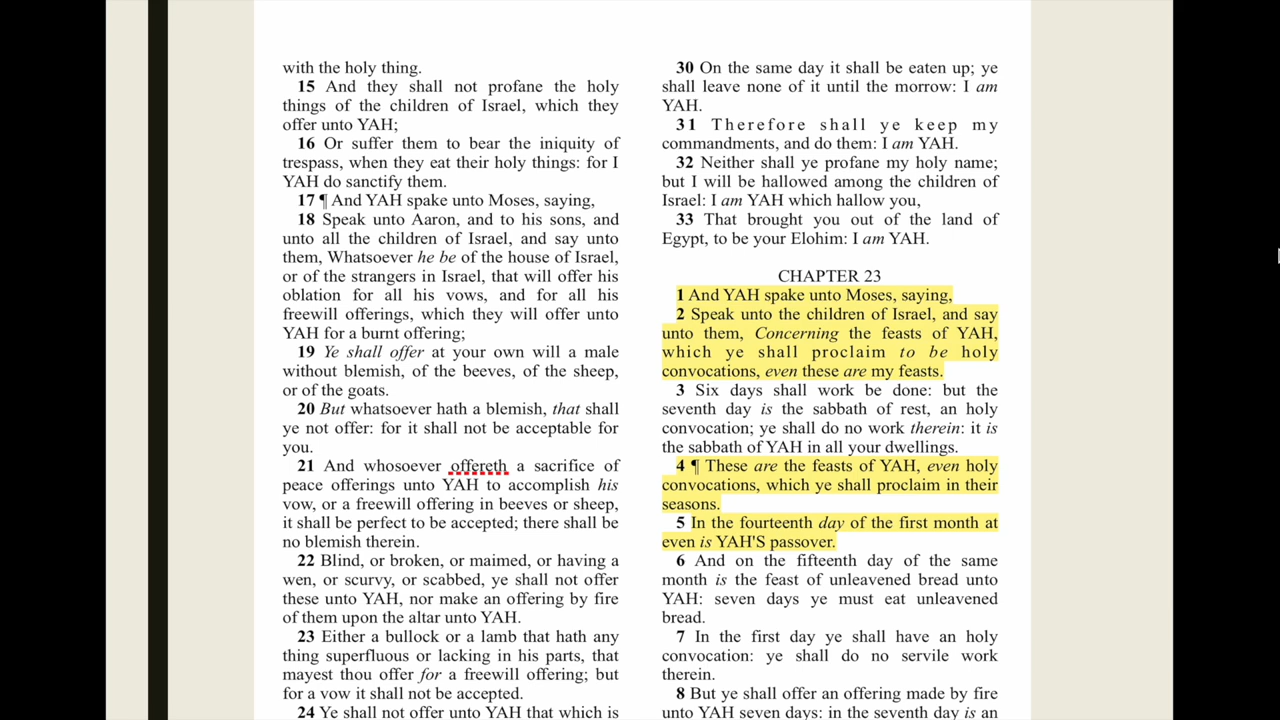 with the holy thing.
15 And they shall not profane the holy
things of the children of Israel, which they
offer unto YAH;
16 Or suffer them to bear the iniquity of
trespass, when they eat their holy things: for I
YAH do sanctify them.
17 ¶ And YAH spake unto Moses, saying,
18 Speak unto Aaron, and to his sons, and
unto all the children of Israel, and say unto
them, Whatsoever he be of the house of Israel,
or of the strangers in Israel, that will offer his
oblation for all his vows, and for all his
freewill offerings, which they will offer unto
YAH for a burnt offering;
19 Ye shall offer at your own will a male
without blemish, of the beeves, of the sheep,
or of the goats.
20 But whatsoever hath a blemish, that shall
ye not offer: for it shall not be acceptable for
you.
21 And whosoever offereth a sacrifice of
peace offerings unto YAH to accomplish his
vow, or a freewill offering in beeves or sheep,
it shall be perfect to be accepted; there shall be
no blemish therein.
22 Blind, or broken, or maimed, or having a
wen, or scurvy, or scabbed, ye shall not offer
these unto YAH, nor make an offering by fire
of them upon the altar unto YAH.
23 Either a bullock or a lamb that hath any
thing superfluous or lacking in his parts, that
mayest thou offer for a freewill offering; but
for a vow it shall not be accepted.
24 Ye shall not offer unto YAH that which is
30 On the same day it shall be eaten up; ye
shall leave none of it until the morrow: I am
YAH.
31 Therefore shall ye keep my
commandments, and do them: I am YAH.
32 Neither shall ye profane my holy name;
but I will be hallowed among the children of
Israel: I am YAH which hallow you,
33 That brought you out of the land of
Egypt, to be your Elohim: I am YAH.
CHAPTER 23
1 And YAH spake unto Moses, saying,
2 Speak unto the children of Israel, and say
unto them, Concerning the feasts of YAH,
which ye shall proclaim to be holy
convocations, even these are my feasts.
3 Six days shall work be done: but the
seventh day is the sabbath of rest, an holy
convocation; ye shall do no work therein: it is
the sabbath of YAH in all your dwellings.
4 ¶ These are the feasts of YAH, even holy
convocations, which ye shall proclaim in their
seasons.
5 In the fourteenth day of the first month at
even is YAH'S passover.
6 And on the fifteenth day of the same
month is the feast of unleavened bread unto
YAH: seven days ye must eat unleavened
bread.
7 In the first day ye shall have an holy
convocation: ye shall do no servile work
therein.
8 But ye shall offer an offering made by fire
unto YAH seven days: in the seventh day is an